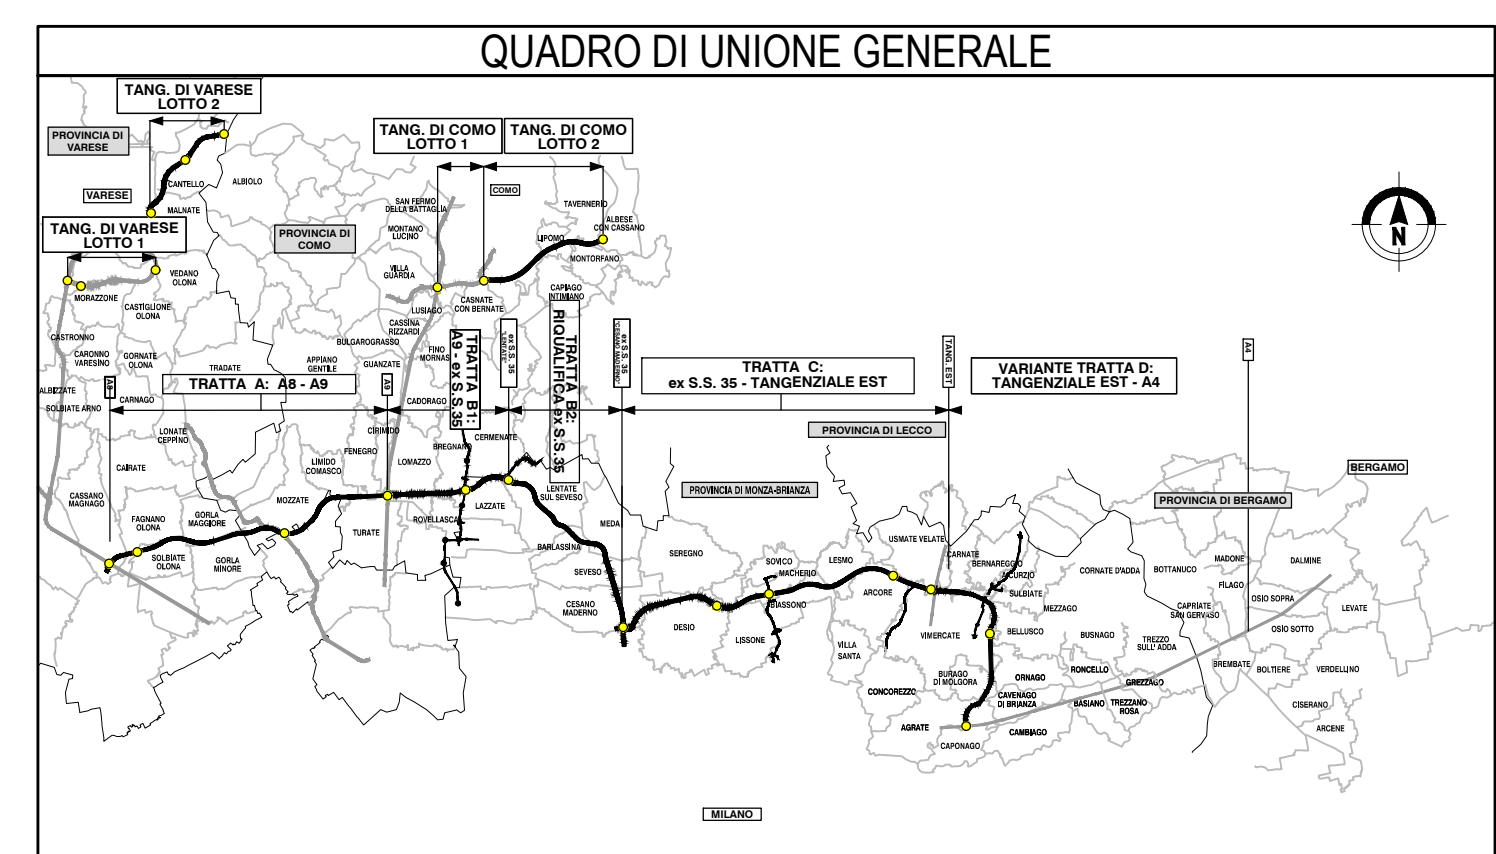 QUADRO DI UNIONE GENERALE
TANG. DI VARESE
LOTTO 2
PROVINCIA DI
VARESE
CANTELLO
ALBIOLO
VARESE
MALNATE
TANG. DI VARESE
LOTTO 1
PROVINCIA DI
COMO
TANG. DI COMO
LOTTO 1
TANG. DI COMO
LOTTO 2
COMO
SAN FERMO
DELLA BATTAGLIA
TAVERNERIO
MONTANO
LUCINO
ALBESE
CON CASSANO
LIPOMO
MONTORFANO
VILLA
GUARDIA
VEDANO
OLONA
MORAZZONE
CASTIGLIONE
OLONA
LUSIAGO
CASNATE
CON BERNATE
CAPIAGO
INTIMIANO
CASSINA
RIZZARDI
CASTRONNO
BULGAROGRASSO
CARONNO
VARESINO
GORNATE
OLONA
TRADATE
APPIANO
GENTILE
GUANZATE
FINO
MORNAS
TRATTA B1:
A9 - ex S.S.35
ex S.S. 35
"LENTATE"
TRATTA B2:
RIQUALIFICA ex S.S.35
ex S.S. 35
"CESANO MADERNO"
TANG. EST
A4
A8
TRATTA A: A8 - A9
A9
TRATTA C:
ex S.S. 35 - TANGENZIALE EST
VARIANTE TRATTA D:
TANGENZIALE EST - A4
ALBIZZATE
SOLBIATE ARNO
CARNAGO
CADORAGO
LONATE
CEPPINO
CIRIMIDO
FENEGRO
BREGNANO
CERMENATE
PROVINCIA DI LECCO
CAIRATE
LIMIDO
COMASCO
LOMAZZO
BERGAMO
CASSANO
MAGNAGO
MOZZATE
LENTATE
SUL SEVESO
PROVINCIA DI MONZA-BRIANZA
PROVINCIA DI BERGAMO
FAGNANO
OLONA
GORLA
MAGGIORE
TURATE
ROVELLASCA
LAZZATE
MEDA
SOLBIATE
OLONA
GORLA
MINORE
BARLASSINA
SEREGNO
SEVESO
SOVICO
MACHERIO
LESMO
USMATE VELATE
CARNATE
BERNAREGGIO
CURZIO
SULBIATE
CORNATE D'ADDA
BOTTANUCO
MADONE
DALMINE
FILAGO
OSIO SOPRA
CESANO
MADERNO
DESIO
LISSONE
BIASSONO
ARCORE
MEZZAGO
CAPRIATE
SAN GERVASO
LEVATE
VIMERCATE
BELLUSCO
BUSNAGO
TREZZO
SULL' ADDA
OSIO SOTTO
VILLA
SANTA
BURAGO
DI MOLGORA
ORNAGO
RONCELLO
GREZZAGO
BREMBATE
BOLTIERE
VERDELLINO
CONCOREZZO
CAVENAGO
DI BRIANZA
BASIANO
TREZZANO
ROSA
CISERANO
AGRATE
CAMBIAGO
ARCENE
CAPONAGO
MILANO
N